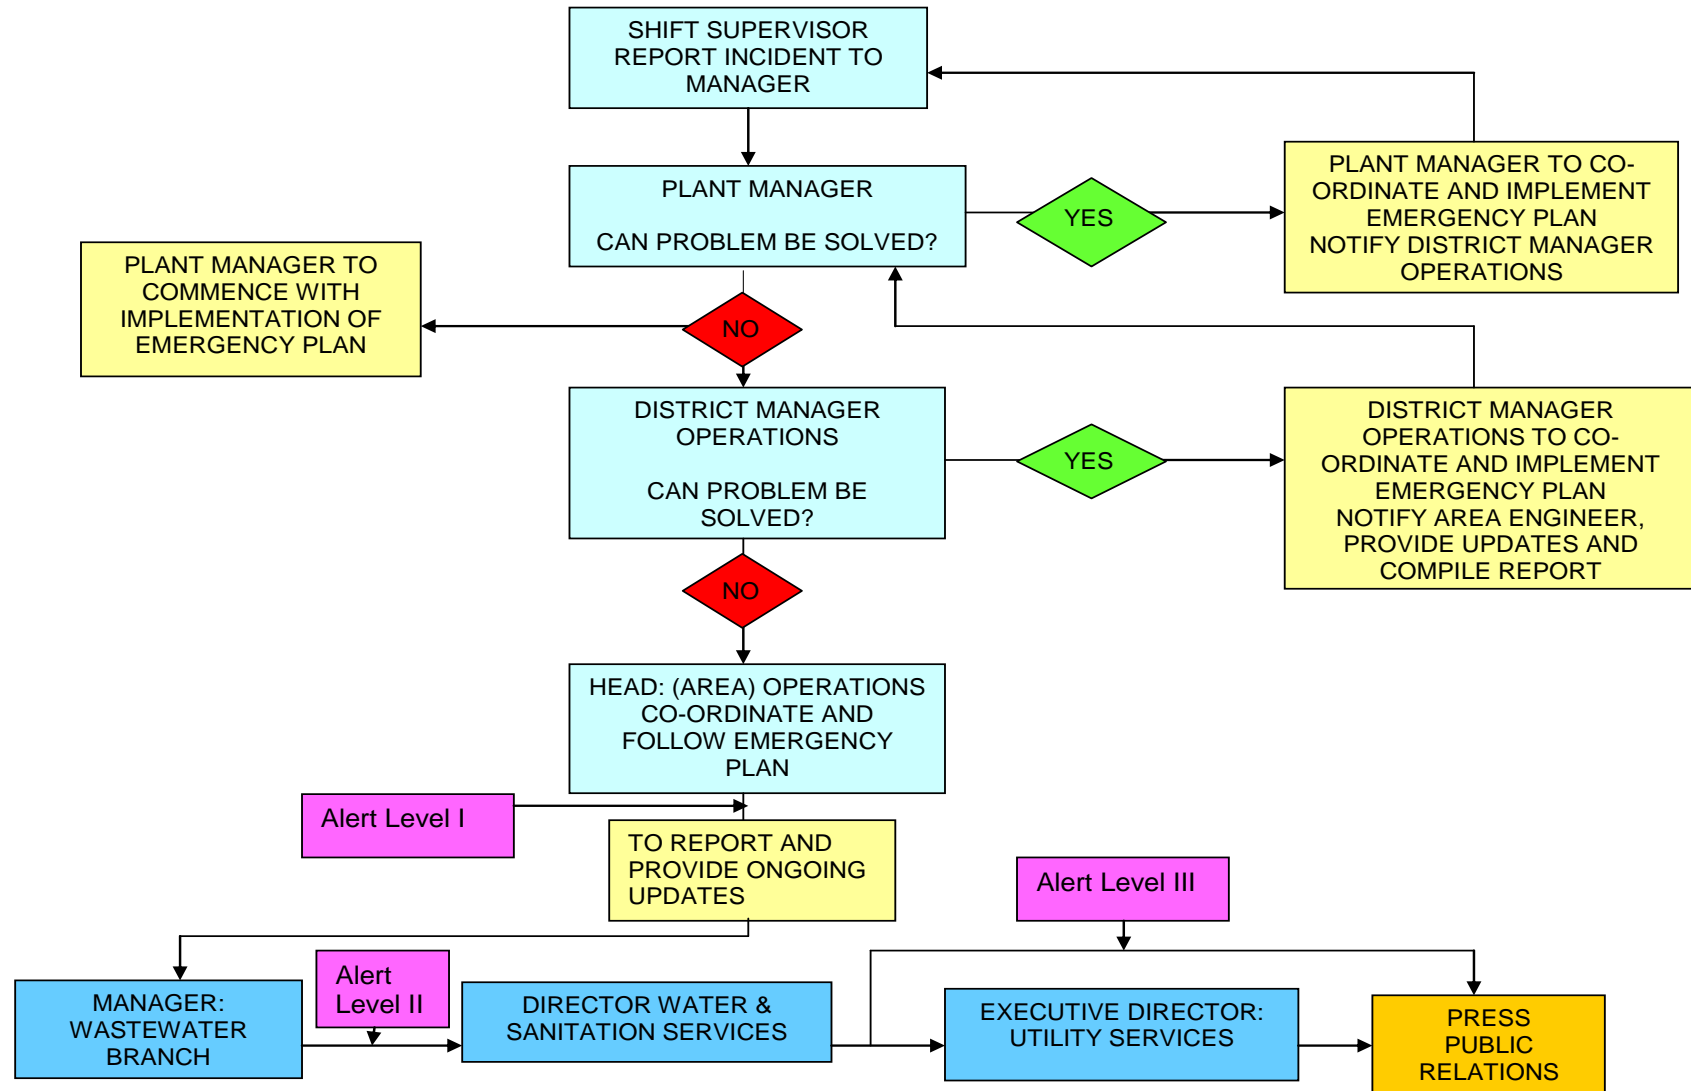 SHIFT SUPERVISOR
REPORT INCIDENT TO
MANAGER
PLANT MANAGER
CAN PROBLEM BE SOLVED?
YES
PLANT MANAGER TO CO-
ORDINATE AND IMPLEMENT
EMERGENCY PLAN
NOTIFY DISTRICT MANAGER
OPERATIONS
PLANT MANAGER TO
COMMENCE WITH
IMPLEMENTATION OF
EMERGENCY PLAN
NO
DISTRICT MANAGER
OPERATIONS
CAN PROBLEM BE
SOLVED?
YES
DISTRICT MANAGER
OPERATIONS TO CO-
ORDINATE AND IMPLEMENT
EMERGENCY PLAN
NOTIFY AREA ENGINEER,
PROVIDE UPDATES AND
COMPILE REPORT
NO
HEAD: (AREA) OPERATIONS
CO-ORDINATE AND
FOLLOW EMERGENCY
PLAN
Alert Level I
TO REPORT AND
PROVIDE ONGOING
UPDATES
Alert Level III
MANAGER:
WASTEWATER
BRANCH
Alert
Level II
DIRECTOR WATER &
SANITATION SERVICES
EXECUTIVE DIRECTOR:
UTILITY SERVICES
PRESS
PUBLIC
RELATIONS